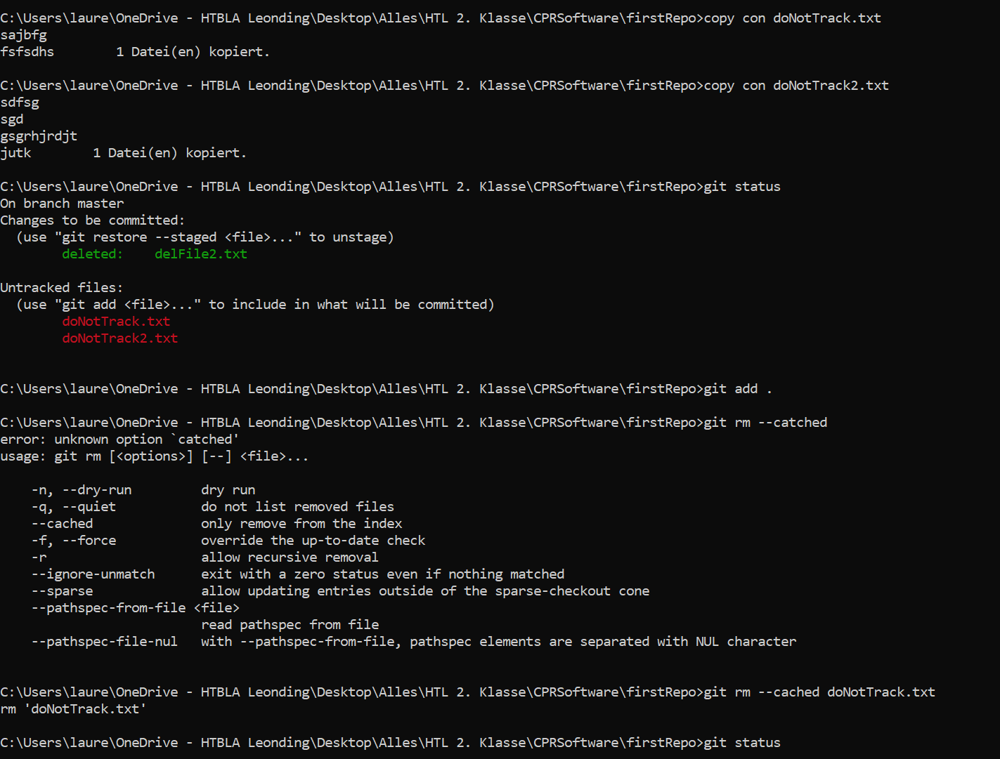 C:\Users\laure\OneDrive - HTBLA Leonding\Desktop\Alles\HTL 2. Klasse\CPRSoftware\firstRepo>copy con doNotTrack.txt
sajbfg
fsfsdhs        1 Datei(en) kopiert.

C:\Users\laure\OneDrive - HTBLA Leonding\Desktop\Alles\HTL 2. Klasse\CPRSoftware\firstRepo>copy con doNotTrack2.txt
sdfsg
sgd
gsgrhjrdjt
jutk        1 Datei(en) kopiert.

C:\Users\laure\OneDrive - HTBLA Leonding\Desktop\Alles\HTL 2. Klasse\CPRSoftware\firstRepo>git status
On branch master
Changes to be committed:
  (use "git restore --staged <file>..." to unstage)
        deleted:    delFile2.txt

Untracked files:
  (use "git add <file>..." to include in what will be committed)
        doNotTrack.txt
        doNotTrack2.txt


C:\Users\laure\OneDrive - HTBLA Leonding\Desktop\Alles\HTL 2. Klasse\CPRSoftware\firstRepo>git add .

C:\Users\laure\OneDrive - HTBLA Leonding\Desktop\Alles\HTL 2. Klasse\CPRSoftware\firstRepo>git rm --catched
error: unknown option `catched'
usage: git rm [<options>] [--] <file>...

    -n, --dry-run         dry run
    -q, --quiet           do not list removed files
    --cached              only remove from the index
    -f, --force           override the up-to-date check
    -r                    allow recursive removal
    --ignore-unmatch      exit with a zero status even if nothing matched
    --sparse              allow updating entries outside of the sparse-checkout cone
    --pathspec-from-file <file>
                          read pathspec from file
    --pathspec-file-nul   with --pathspec-from-file, pathspec elements are separated with NUL character


C:\Users\laure\OneDrive - HTBLA Leonding\Desktop\Alles\HTL 2. Klasse\CPRSoftware\firstRepo>git rm --cached doNotTrack.txt
rm 'doNotTrack.txt'

C:\Users\laure\OneDrive - HTBLA Leonding\Desktop\Alles\HTL 2. Klasse\CPRSoftware\firstRepo>git status